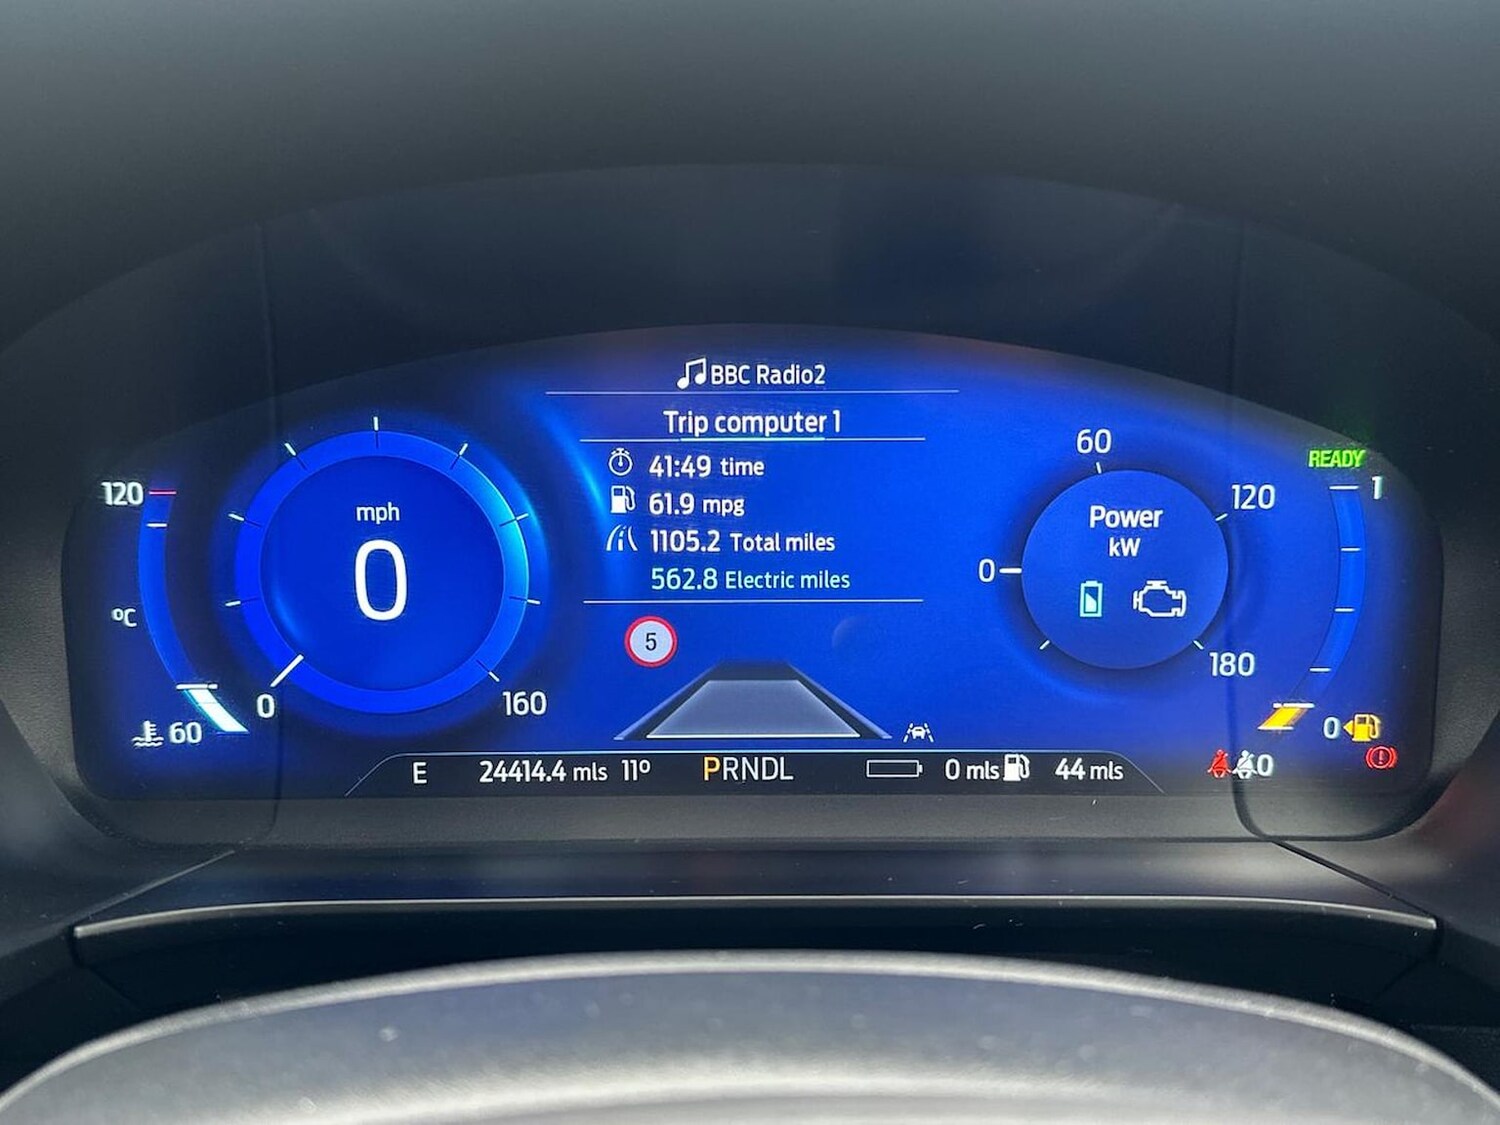 BBC Radio2
Trip computer 1
41:49 time
61.9 mpg
1105.2 Total miles
562.8 Electric miles
5
120
°C
60
mph
0
0
160
60
0
120
180
Power
kW
READY
1
0
0
E 24414.4 mls 11° PRNDL 0 mls 44 mls